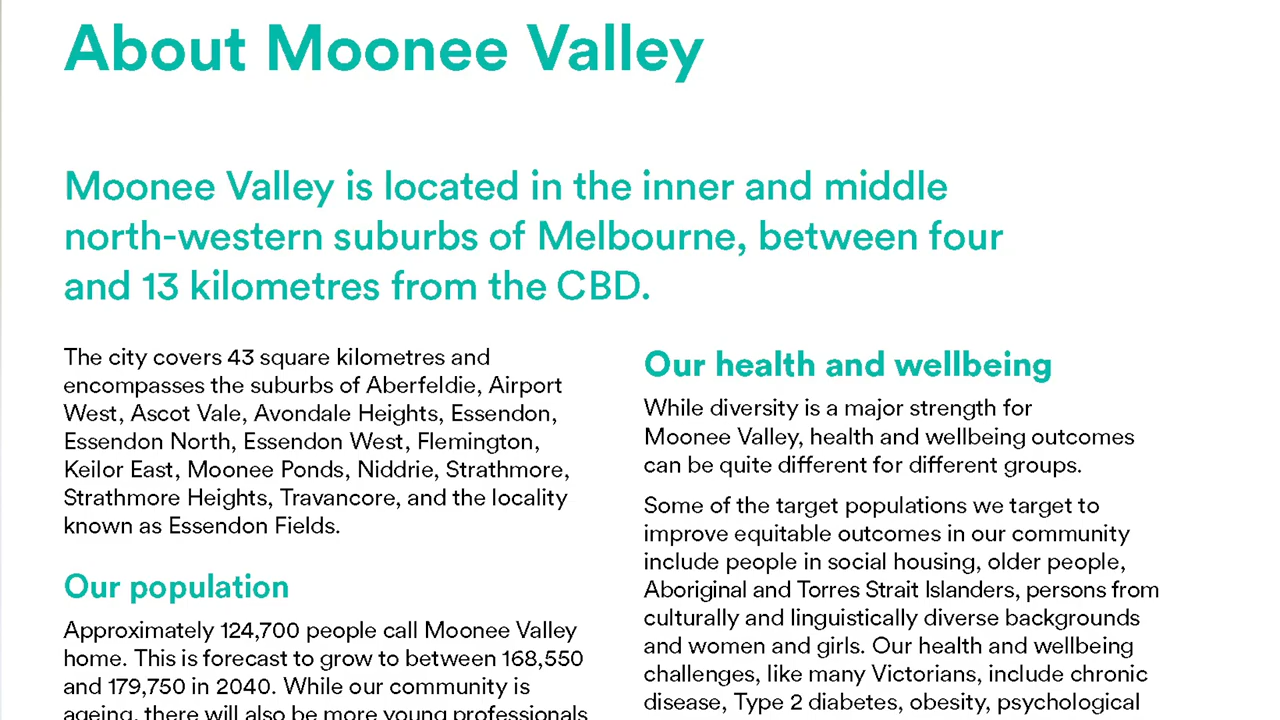 About Moonee Valley
Moonee Valley is located in the inner and middle
north-western suburbs of Melbourne, between four
and 13 kilometres from the CBD.
The city covers 43 square kilometres and
encompasses the suburbs of Aberfeldie, Airport
West, Ascot Vale, Avondale Heights, Essendon,
Essendon North, Essendon West, Flemington,
Keilor East, Moonee Ponds, Niddrie, Strathmore,
Strathmore Heights, Travancore, and the locality
known as Essendon Fields.
Our population
Approximately 124,700 people call Moonee Valley
home. This is forecast to grow to between 168,550
and 179,750 in 2040. While our community is
ageing, there will also be more young professionals
Our health and wellbeing
While diversity is a major strength for
Moonee Valley, health and wellbeing outcomes
can be quite different for different groups.
Some of the target populations we target to
improve equitable outcomes in our community
include people in social housing, older people,
Aboriginal and Torres Strait Islanders, persons from
culturally and linguistically diverse backgrounds
and women and girls. Our health and wellbeing
challenges, like many Victorians, include chronic
disease, Type 2 diabetes, obesity, psychological